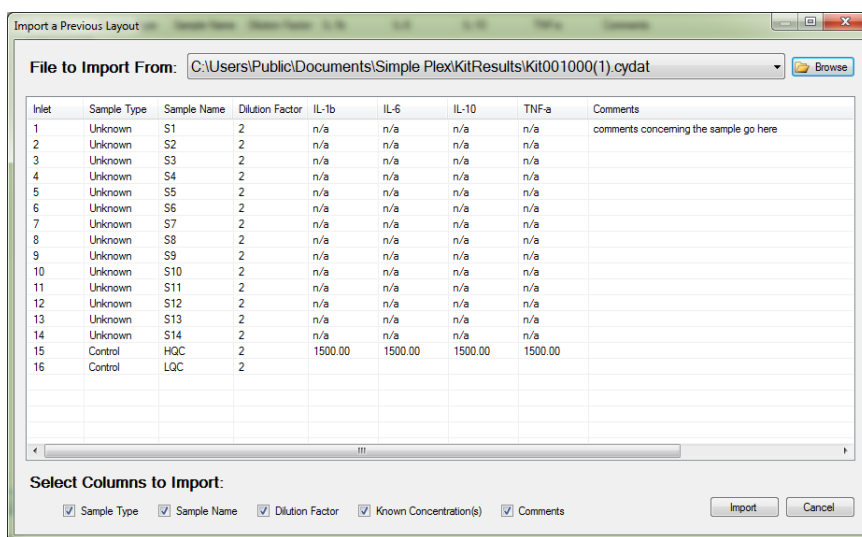 Import a Previous Layout
File to Import From: C:\Users\Public\Documents\Simple Plex\KitResults\Kit001000(1).cydat Browse
Inlet Sample Type Sample Name Dilution Factor IL-1b IL-6 IL-10 TNF-a Comments
1 Unknown S1 2 n/a n/a n/a n/a comments concerning the sample go here
2 Unknown S2 2 n/a n/a n/a n/a
3 Unknown S3 2 n/a n/a n/a n/a
4 Unknown S4 2 n/a n/a n/a n/a
5 Unknown S5 2 n/a n/a n/a n/a
6 Unknown S6 2 n/a n/a n/a n/a
7 Unknown S7 2 n/a n/a n/a n/a
8 Unknown S8 2 n/a n/a n/a n/a
9 Unknown S9 2 n/a n/a n/a n/a
10 Unknown S10 2 n/a n/a n/a n/a
11 Unknown S11 2 n/a n/a n/a n/a
12 Unknown S12 2 n/a n/a n/a n/a
13 Unknown S13 2 n/a n/a n/a n/a
14 Unknown S14 2 n/a n/a n/a n/a
15 Control HQC 2 1500.00 1500.00 1500.00 1500.00
16 Control LQC 2
Select Columns to Import:
Sample Type Sample Name Dilution Factor Known Concentration(s) Comments Import Cancel